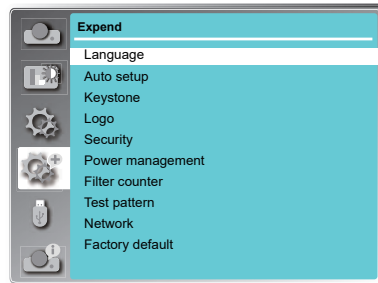 Expend
Language
Auto setup
Keystone
Logo
Security
Power management
Filter counter
Test pattern
Network
Factory default